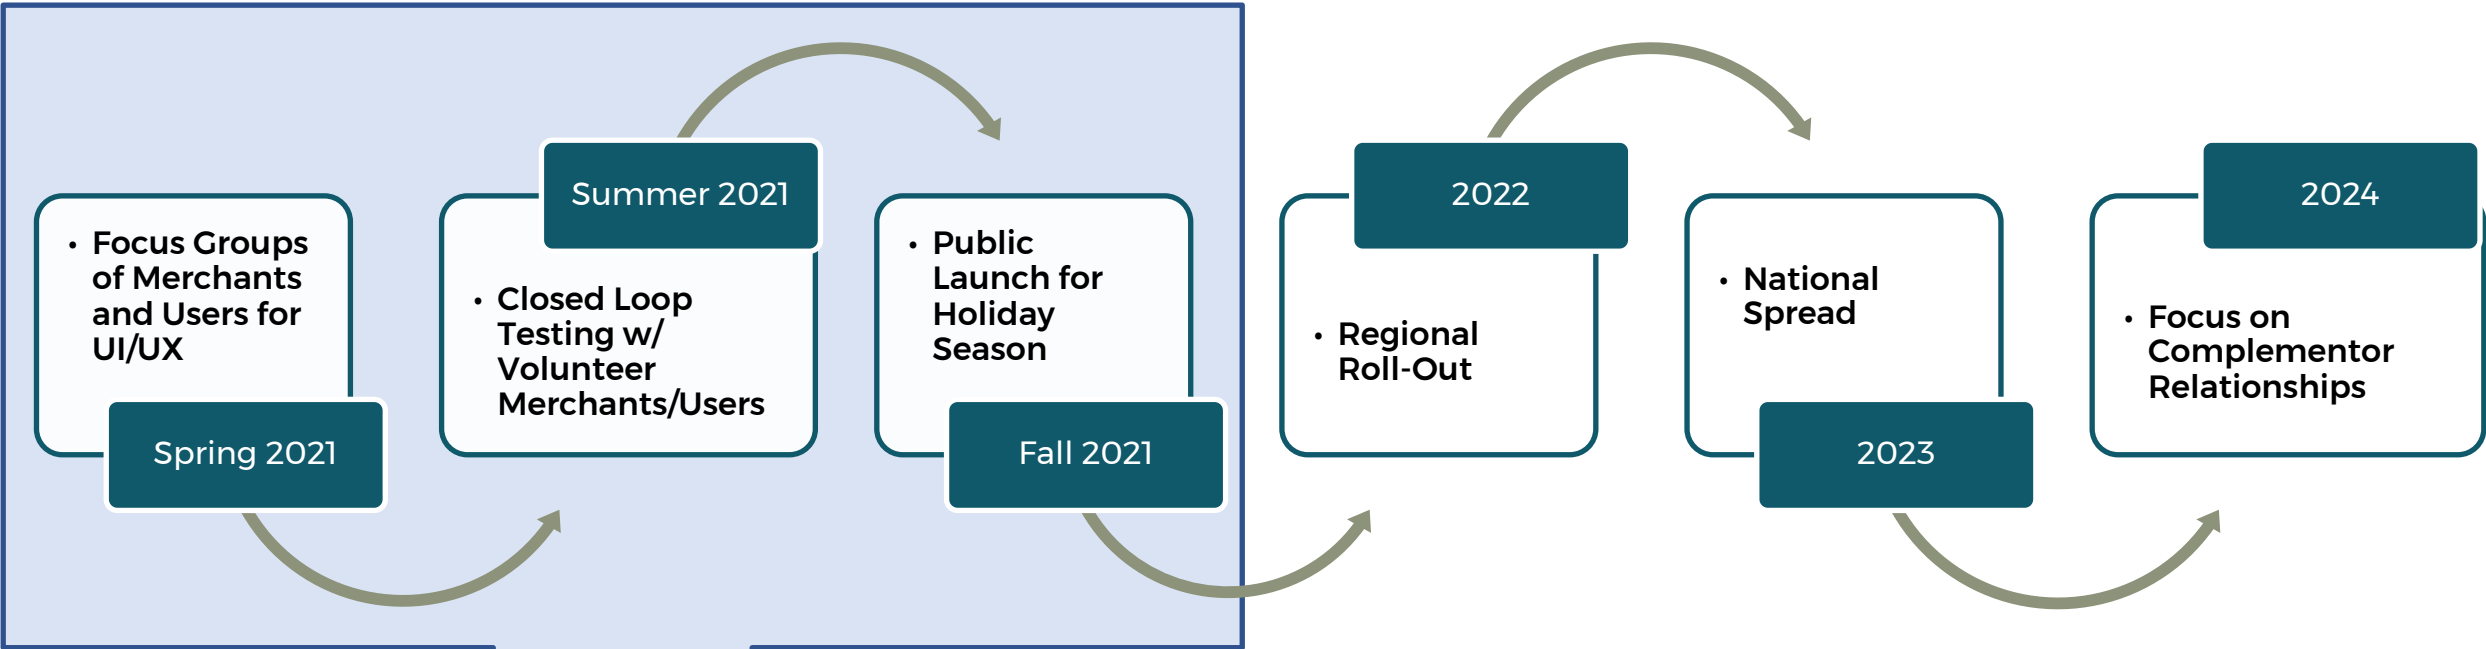 • Focus Groups
of Merchants
and Users for
UI/UX
Spring 2021
Summer 2021
• Closed Loop
Testing w/
Volunteer
Merchants/Users
• Public
Launch for
Holiday
Season
Fall 2021
2022
• Regional
Roll-Out
• National
Spread
2023
2024
• Focus on
Complementor
Relationships